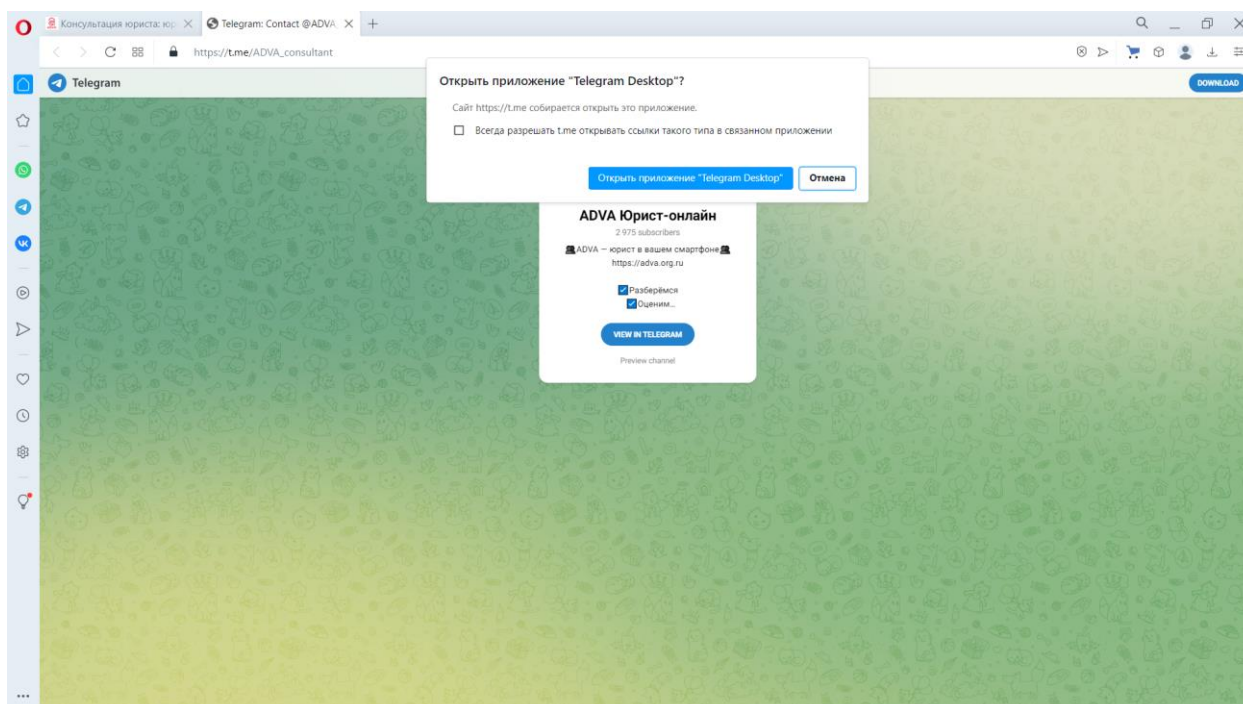 Консультация юриста: юр
Telegram: Contact @ADVA
https://t.me/ADVA_consultant
Telegram
DOWNLOAD
Открыть приложение "Telegram Desktop"?
Сайт https://t.me собирается открыть это приложение.
Всегда разрешать t.me открывать ссылки такого типа в связанном приложении
Открыть приложение "Telegram Desktop"
Отмена
ADVA Юрист-онлайн
2 975 subscribers
ADVA — юрист в вашем смартфоне
https://adva.org.ru
Разберёмся
Оценим...
VIEW IN TELEGRAM
Preview channel